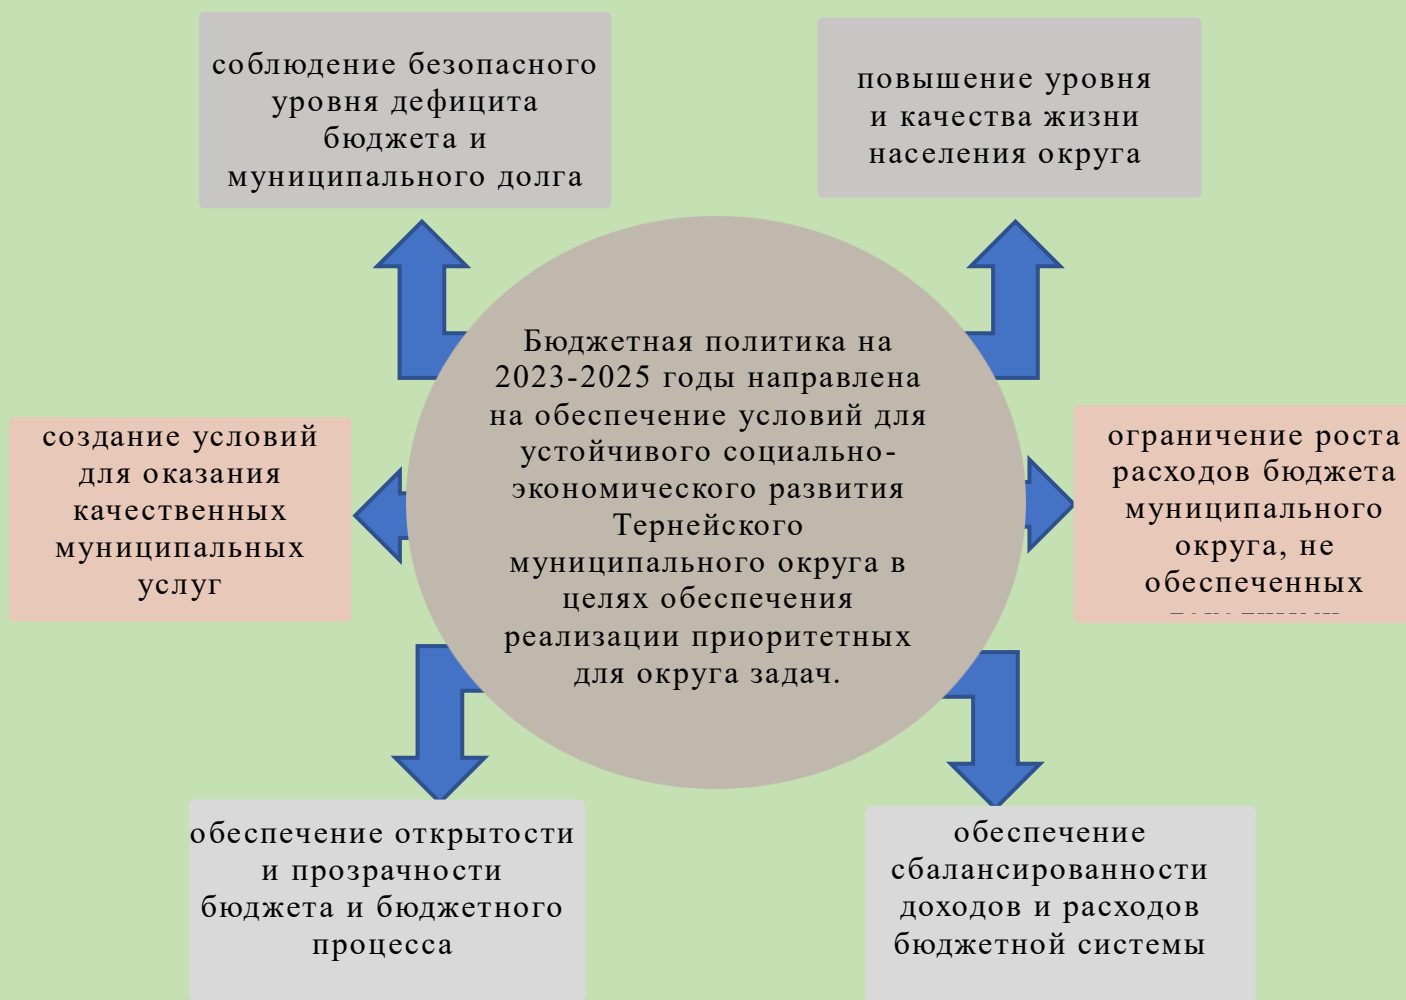 соблюдение безопасного
уровня дефицита
бюджета и
муниципального долга
повышение уровня
и качества жизни
населения округа
Бюджетная политика на
2023-2025 годы направлена
на обеспечение условий для
устойчивого социально-
экономического развития
Тернейского
муниципального округа в
целях обеспечения
реализации приоритетных
для округа задач.
создание условий
для оказания
качественных
муниципальных
услуг
ограничение роста
расходов бюджета
муниципального
округа, не
обеспеченных
обеспечение открытости
и прозрачности
бюджета и бюджетного
процесса
обеспечение
сбалансированности
доходов и расходов
бюджетной системы